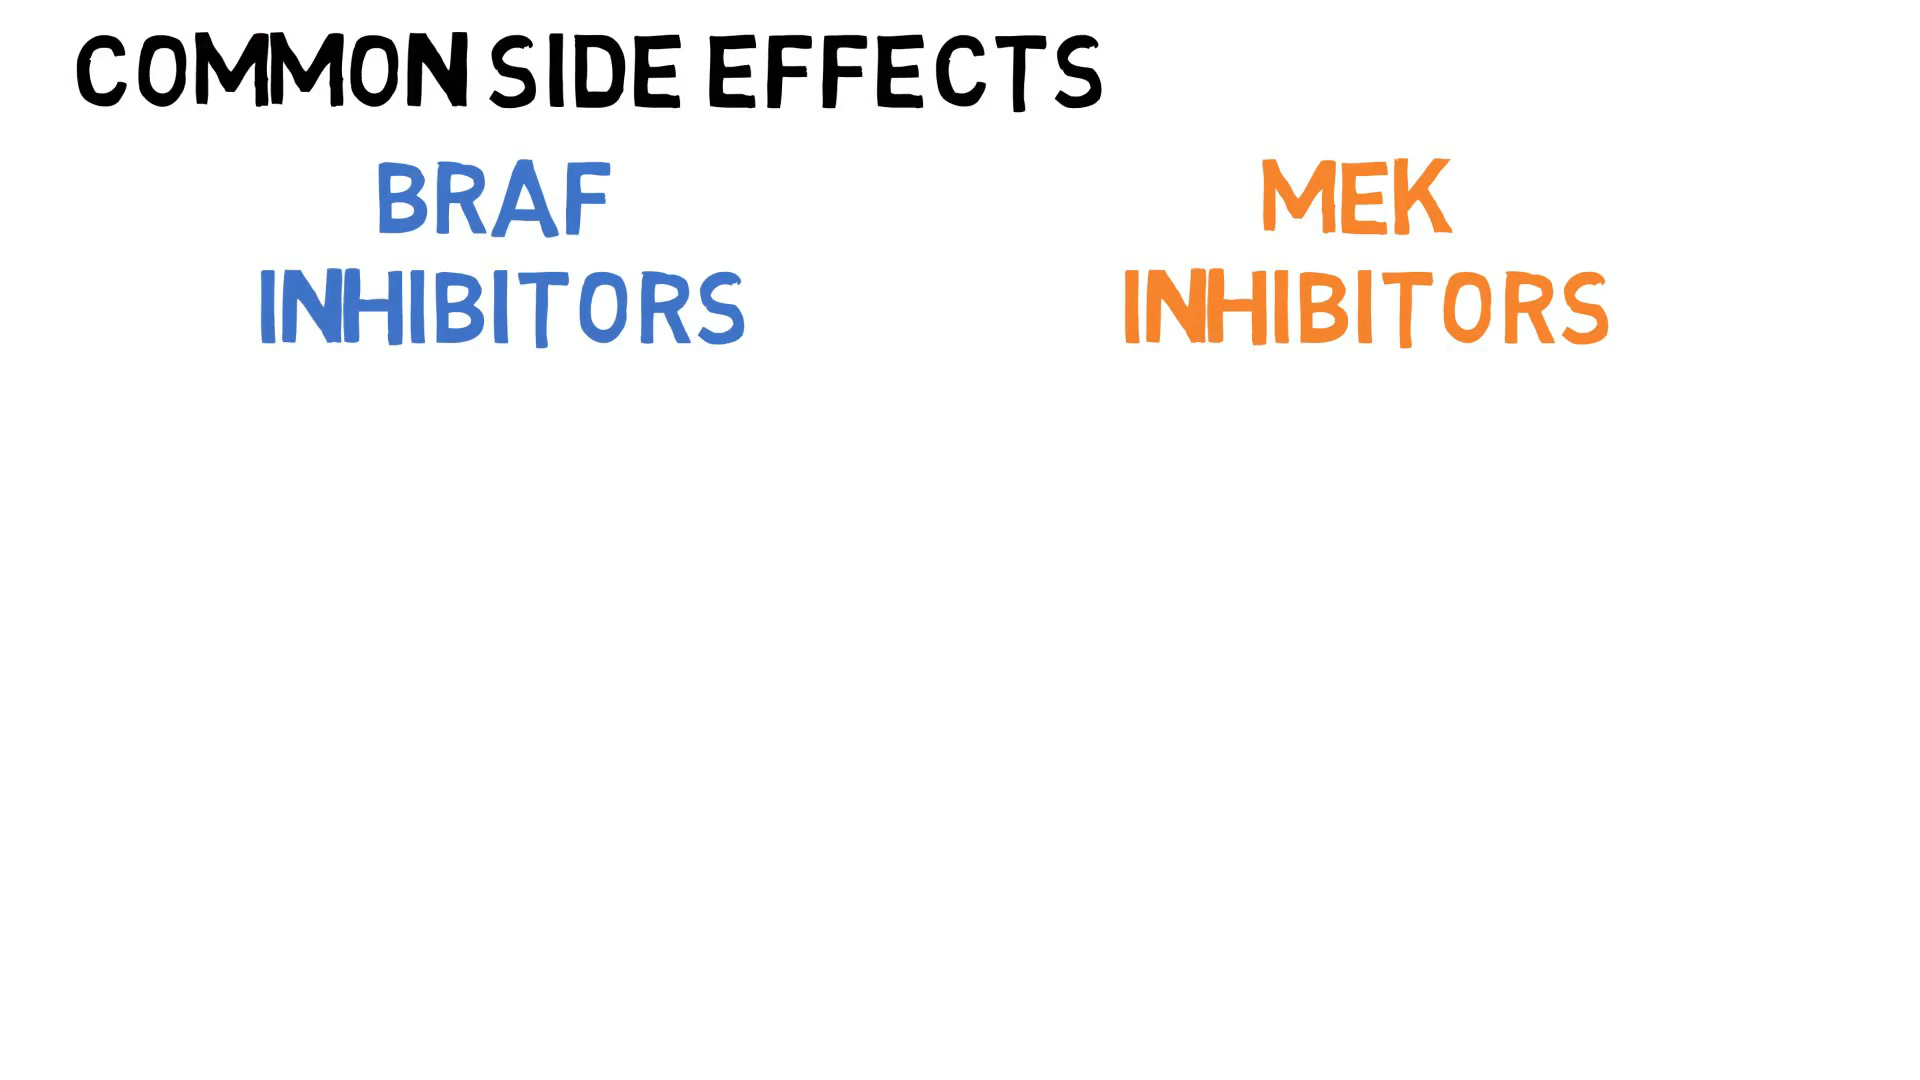 COMMON SIDE EFFECTS
BRAF
INHIBITORS
MEK
INHIBITORS